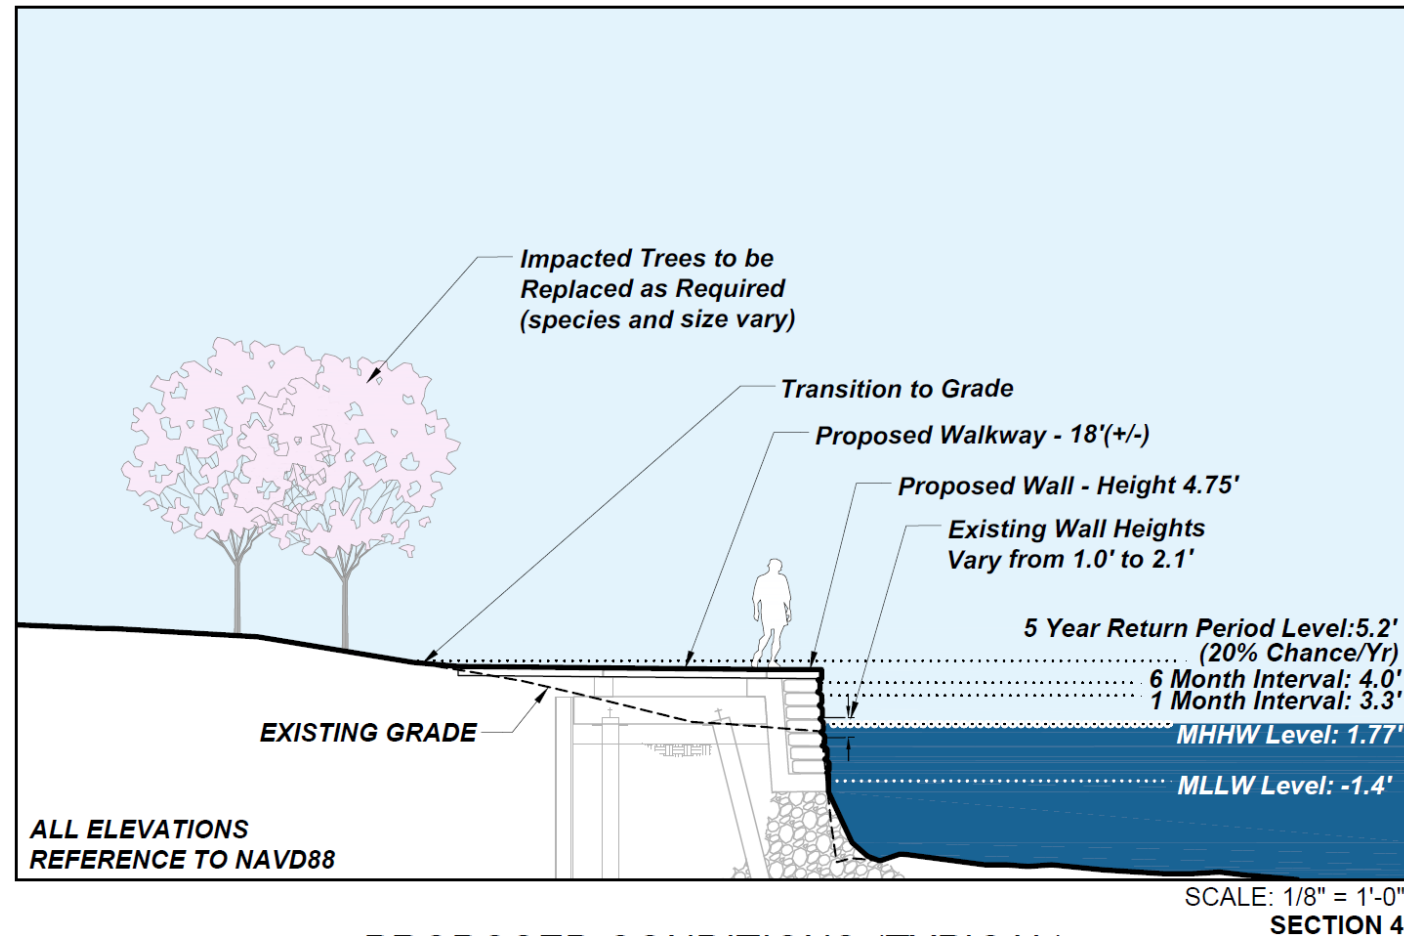 Impacted Trees to be
Replaced as Required
(species and size vary)
Transition to Grade
Proposed Walkway - 18'(+/-)
Proposed Wall - Height 4.75'
Existing Wall Heights
Vary from 1.0' to 2.1'
5 Year Return Period Level:5.2'
(20% Chance/Yr)
6 Month Interval: 4.0'
1 Month Interval: 3.3'
EXISTING GRADE
MHHW Level: 1.77'
MLLW Level: -1.4'
ALL ELEVATIONS
REFERENCE TO NAVD88
SCALE: 1/8" = 1'-0"
SECTION 4
PROPOSED CONDITIONS (TYPICAL)